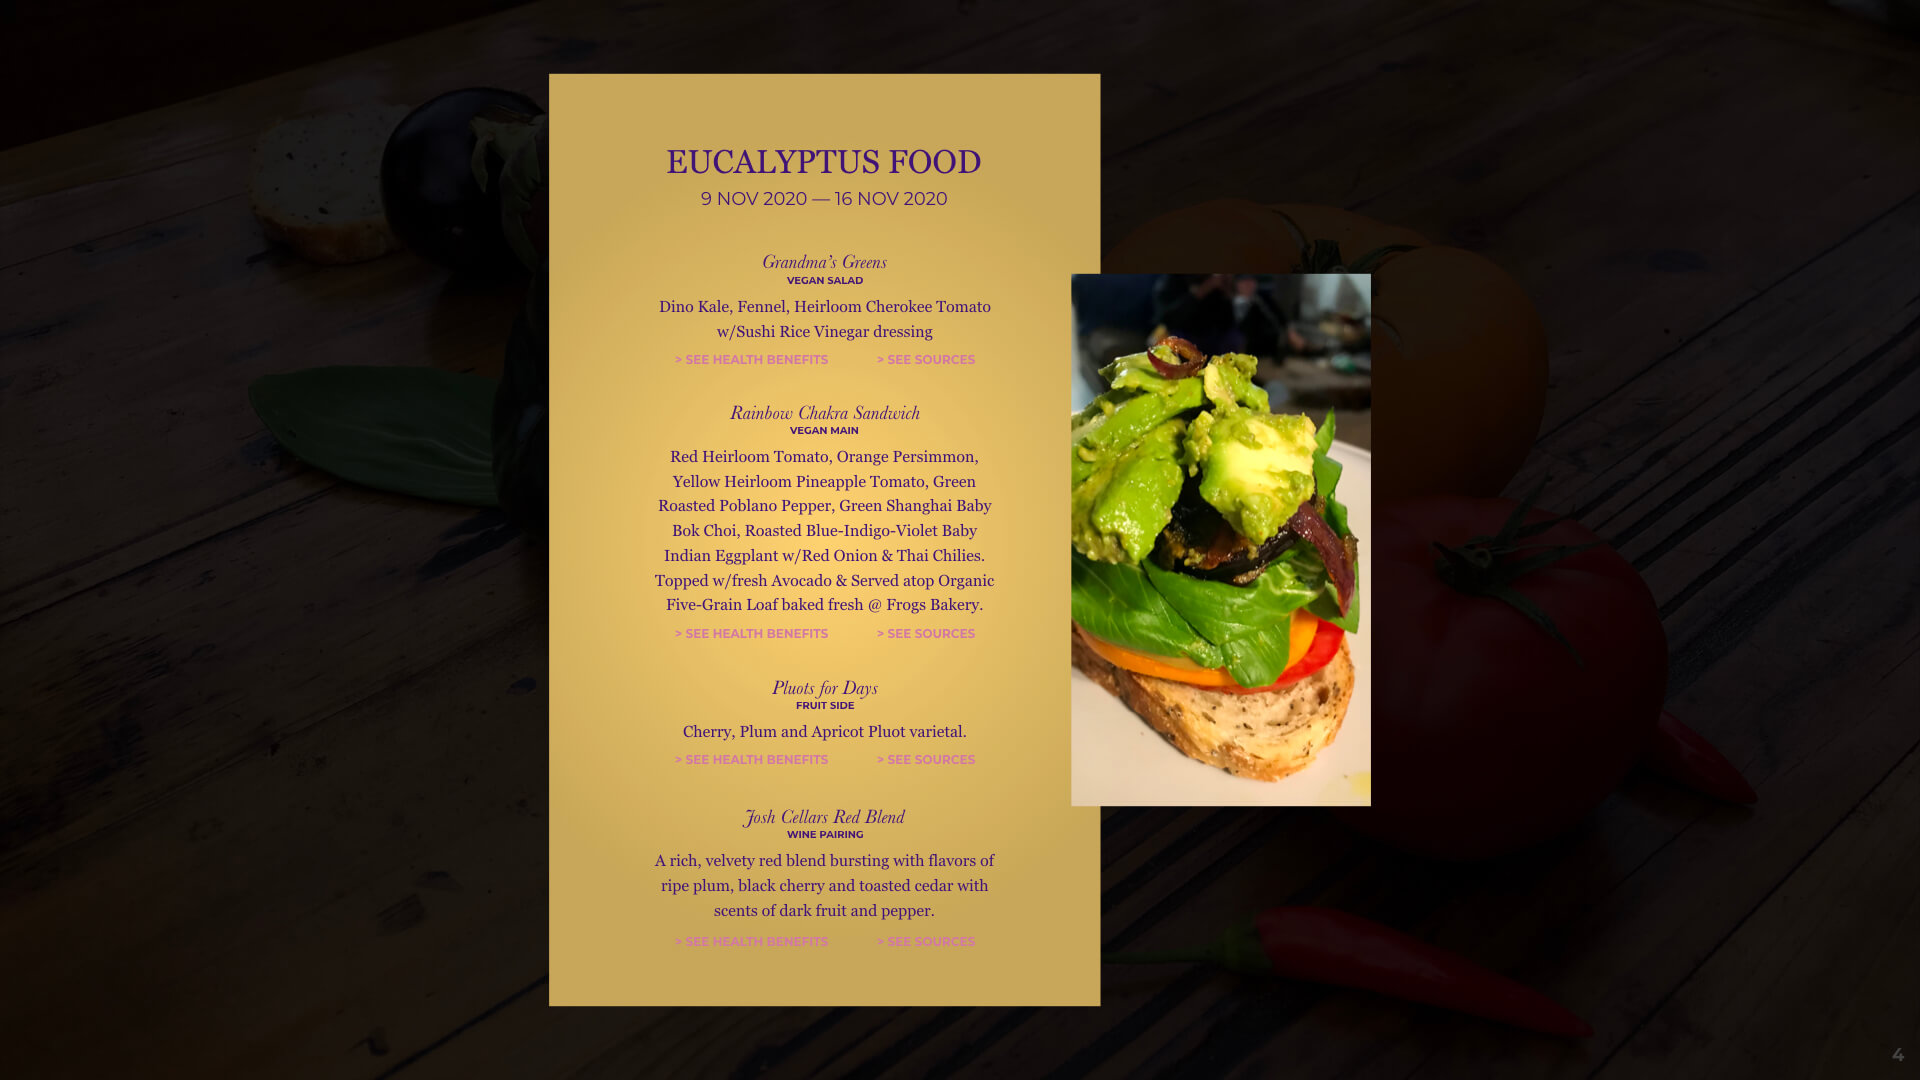 EUCALYPTUS FOOD
9 NOV 2020 — 16 NOV 2020
Grandma's Greens
VEGAN SALAD
Dino Kale, Fennel, Heirloom Cherokee Tomato
w/Sushi Rice Vinegar dressing
> SEE HEALTH BENEFITS > SEE SOURCES
Rainbow Chakra Sandwich
VEGAN MAIN
Red Heirloom Tomato, Orange Persimmon,
Yellow Heirloom Pineapple Tomato, Green
Roasted Poblano Pepper, Green Shanghai Baby
Bok Choi, Roasted Blue-Indigo-Violet Baby
Indian Eggplant w/Red Onion & Thai Chilies.
Topped w/fresh Avocado & Served atop Organic
Five-Grain Loaf baked fresh @ Frogs Bakery.
> SEE HEALTH BENEFITS > SEE SOURCES
Pluots for Days
FRUIT SIDE
Cherry, Plum and Apricot Pluot varietal.
> SEE HEALTH BENEFITS > SEE SOURCES
Josh Cellars Red Blend
WINE PAIRING
A rich, velvety red blend bursting with flavors of
ripe plum, black cherry and toasted cedar with
scents of dark fruit and pepper.
> SEE HEALTH BENEFITS > SEE SOURCES
4